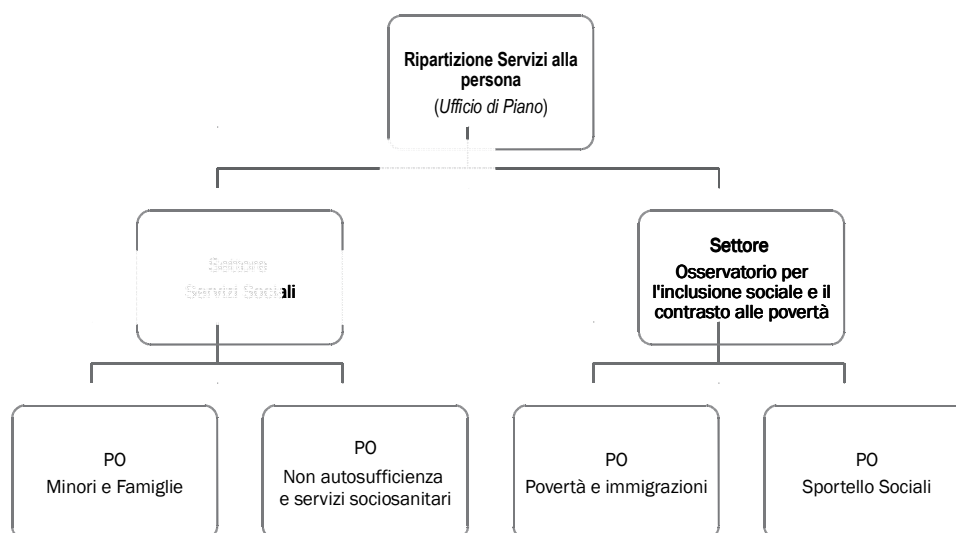 Ripartizione Servizi alla
persona
(Ufficio di Piano)
Settore
Servizi Sociali
Settore
Osservatorio per
l'inclusione sociale e il
contrasto alle povertà
PO
Minori e Famiglie
PO
Non autosufficienza
e servizi sociosanitari
PO
Povertà e immigrazioni
PO
Sportello Sociali